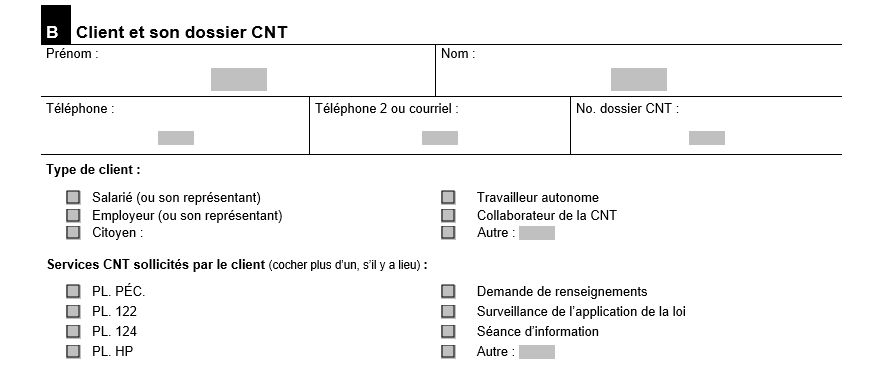 B Client et son dossier CNT
Prénom : Nom :
Téléphone : Téléphone 2 ou courriel : No. dossier CNT :
Type de client :
Salarié (ou son représentant) Travailleur autonome
Employeur (ou son représentant) Collaborateur de la CNT
Citoyen : Autre :
Services CNT sollicités par le client (cocher plus d'un, s'il y a lieu) :
PL. PÉC. Demande de renseignements
PL. 122 Surveillance de l'application de la loi
PL. 124 Séance d'information
PL. HP Autre :